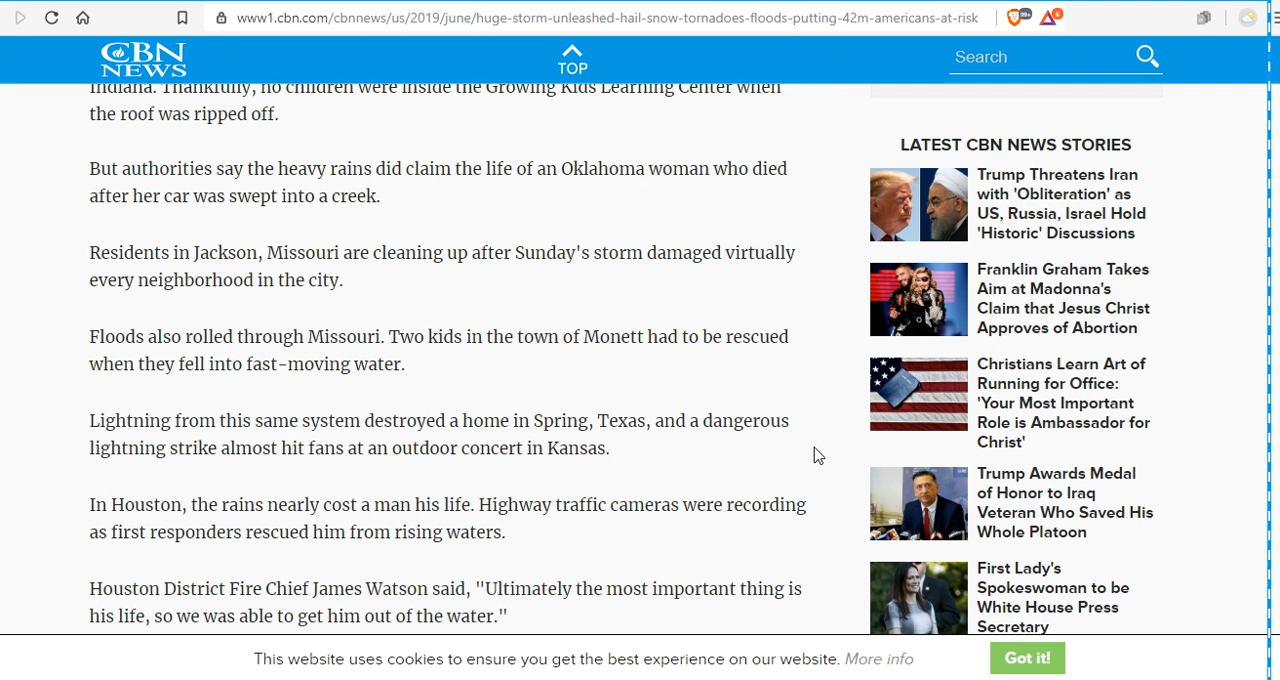 www1.cbn.com/cbnnews/us/2019/june/huge-storm-unleashed-hail-snow-tornadoes-floods-putting-42m-americans-at-risk
99+
6
CBN NEWS
TOP
Search
Indiana. Thankfully, no children were inside the Growing Kids Learning Center when
the roof was ripped off.
But authorities say the heavy rains did claim the life of an Oklahoma woman who died
after her car was swept into a creek.
Residents in Jackson, Missouri are cleaning up after Sunday's storm damaged virtually
every neighborhood in the city.
Floods also rolled through Missouri. Two kids in the town of Monett had to be rescued
when they fell into fast-moving water.
Lightning from this same system destroyed a home in Spring, Texas, and a dangerous
lightning strike almost hit fans at an outdoor concert in Kansas.
In Houston, the rains nearly cost a man his life. Highway traffic cameras were recording
as first responders rescued him from rising waters.
Houston District Fire Chief James Watson said, "Ultimately the most important thing is
his life, so we was able to get him out of the water."
LATEST CBN NEWS STORIES
Trump Threatens Iran
with 'Obliteration' as
US, Russia, Israel Hold
'Historic' Discussions
Franklin Graham Takes
Aim at Madonna's
Claim that Jesus Christ
Approves of Abortion
Christians Learn Art of
Running for Office:
'Your Most Important
Role is Ambassador for
Christ'
Trump Awards Medal
of Honor to Iraq
Veteran Who Saved His
Whole Platoon
First Lady's
Spokeswoman to be
White House Press
Secretary
This website uses cookies to ensure you get the best experience on our website. More info
Got it!